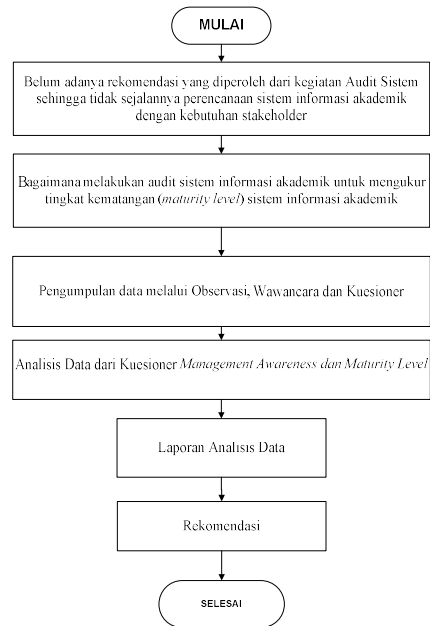 MULAI
Belum adanya rekomendasi yang diperoleh dari kegiatan Audit Sistem
sehingga tidak sejalannya perencanaan sistem informasi akademik
dengan kebutuhan stakeholder
Bagaimana melakukan audit sistem informasi akademik untuk mengukur
tingkat kematangan (maturity level) sistem informasi akademik
Pengumpulan data melalui Observasi, Wawancara dan Kuesioner
Analisis Data dari Kuesioner Management Awareness dan Maturity Level
Laporan Analisis Data
Rekomendasi
SELESAI